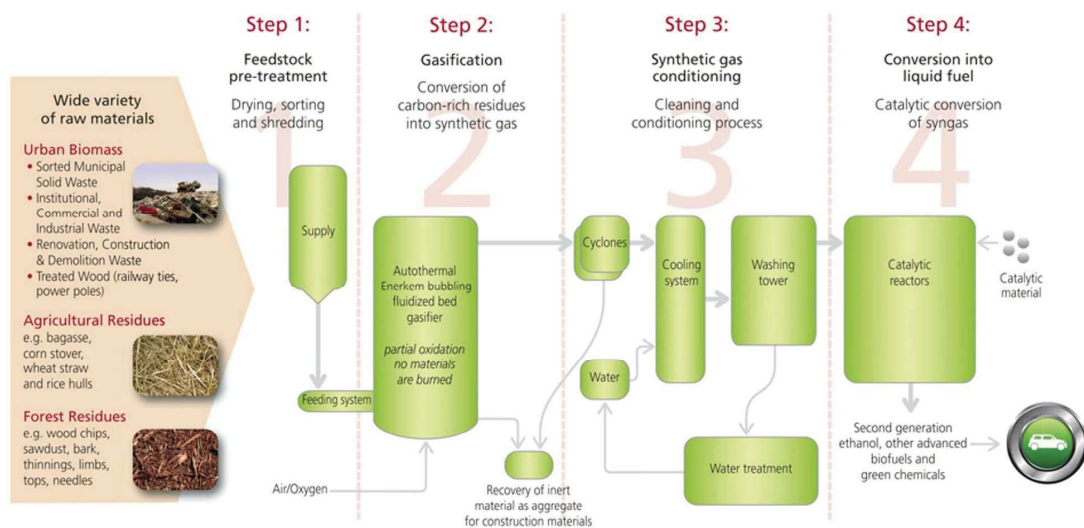 Step 1:
Feedstock
pre-treatment
Drying, sorting
and shredding
1
Step 2:
Gasification
Conversion of
carbon-rich residues
into synthetic gas
2
Step 3:
Synthetic gas
conditioning
Cleaning and
conditioning process
3
Step 4:
Conversion into
liquid fuel
Catalytic conversion
of syngas
4
Wide variety
of raw materials
Urban Biomass
• Sorted Municipal
Solid Waste
• Institutional,
Commercial and
Industrial Waste
• Renovation, Construction
& Demolition Waste
• Treated Wood (railway ties,
power poles)
Agricultural Residues
e.g. bagasse,
corn stover,
wheat straw
and rice hulls
Forest Residues
e.g. wood chips,
sawdust, bark,
thinnings, limbs,
tops, needles
Supply
Feeding system
Air/Oxygen
Autothermal
Enerkem bubbling
fluidized bed
gasifier
partial oxidation
no materials
are burned
Cyclones
Recovery of inert
material as aggregate
for construction materials
Cooling
system
Water
Washing
tower
Water treatment
Catalytic
reactors
Catalytic
material
Second generation
ethanol, other advanced
biofuels and
green chemicals